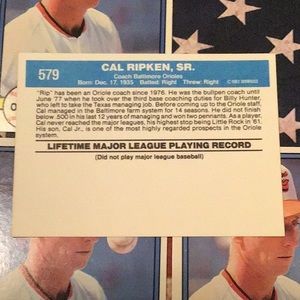 579
CAL RIPKEN, SR.
Coach Baltimore Orioles
Born: Dec. 17, 1935 Batted: Right Threw: Right
"Rip" has been an Oriole coach since 1976. He was the bullpen coach until
June '77 when he took over the third base coaching duties for Billy Hunter,
who left to take the Texas managing job. Before coming up to the Oriole staff,
Cal managed in the Baltimore farm system for 14 years. He did not finish below
.500 in his last 12 years of managing and won two pennants. As a player,
Cal never reached the major leagues, his highest stop being Little Rock in '61.
His son, Cal Jr., is one of the most highly regarded prospects in the Oriole
system.
LIFETIME MAJOR LEAGUE PLAYING RECORD
(Did not play major league baseball)